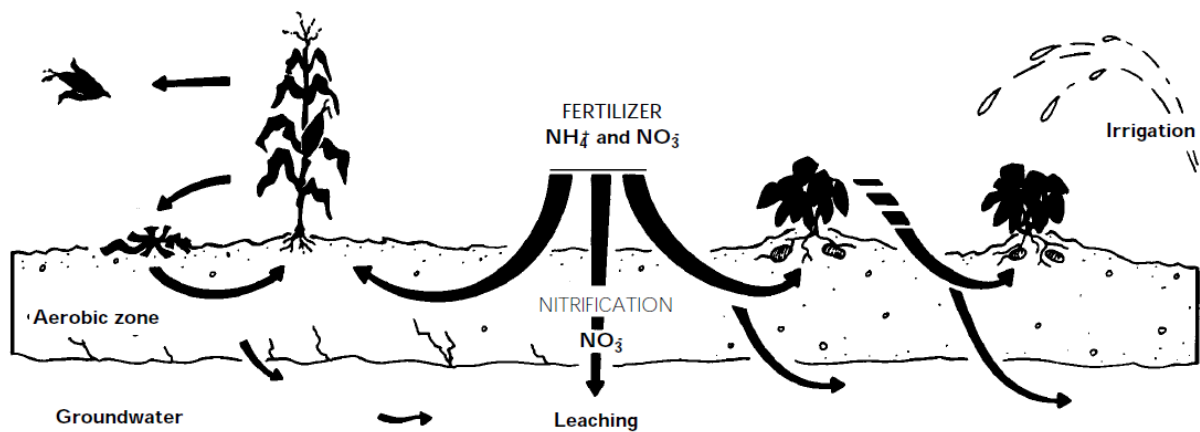 FERTILIZER
NH₄⁺ and NO₃⁻
Irrigation
NITRIFICATION
Aerobic zone
NO₃⁻
Groundwater
Leaching